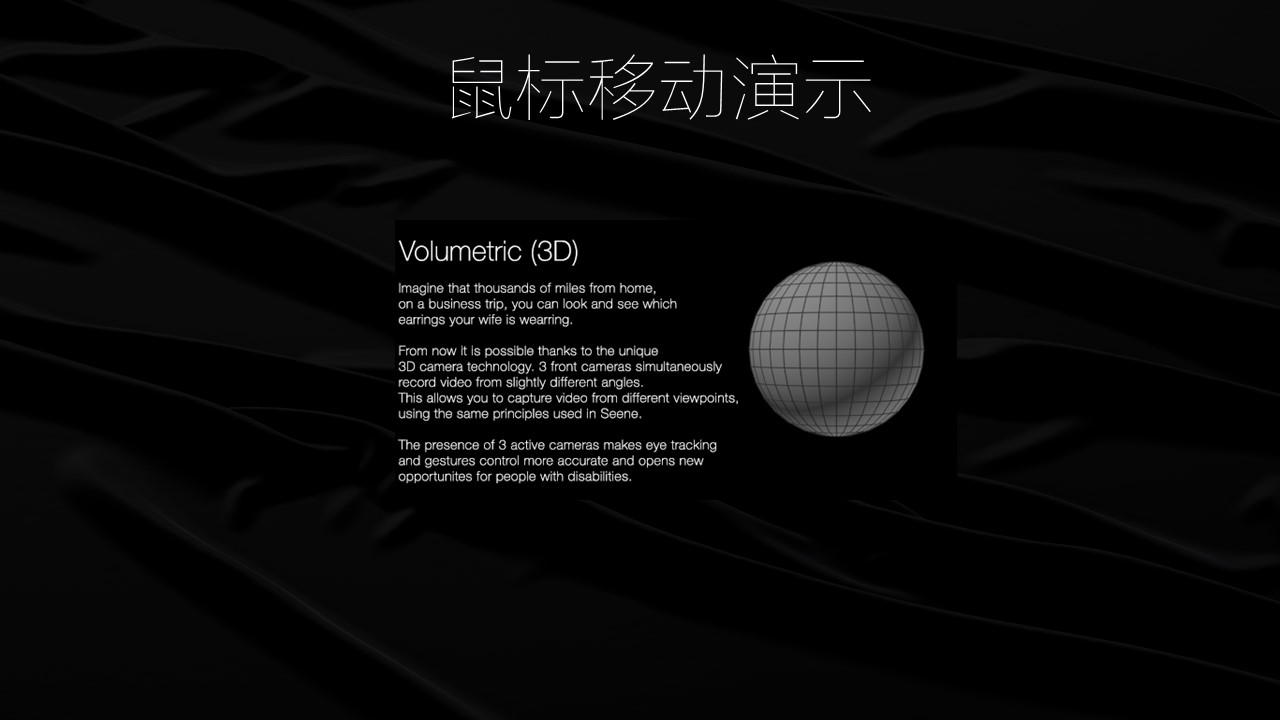 鼠标移动演示
Volumetric (3D)
Imagine that thousands of miles from home,
on a business trip, you can look and see which
earrings your wife is wearring.
From now it is possible thanks to the unique
3D camera technology. 3 front cameras simultaneously
record video from slightly different angles.
This allows you to capture video from different viewpoints,
using the same principles used in Seene.
The presence of 3 active cameras makes eye tracking
and gestures control more accurate and opens new
opportunites for people with disabilities.